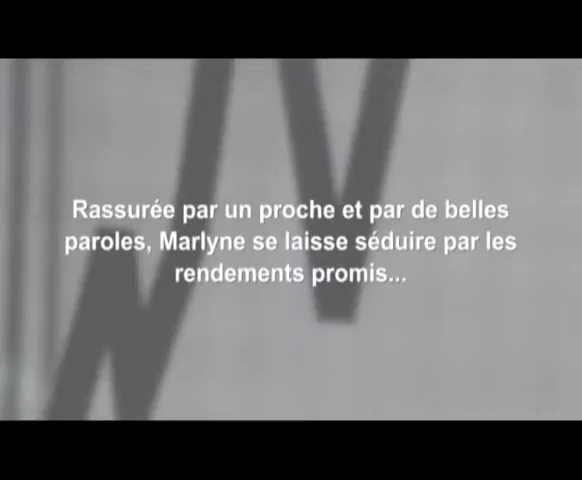 Rassurée par un proche et par de belles
paroles, Marlyne se laisse séduire par les
rendements promis...